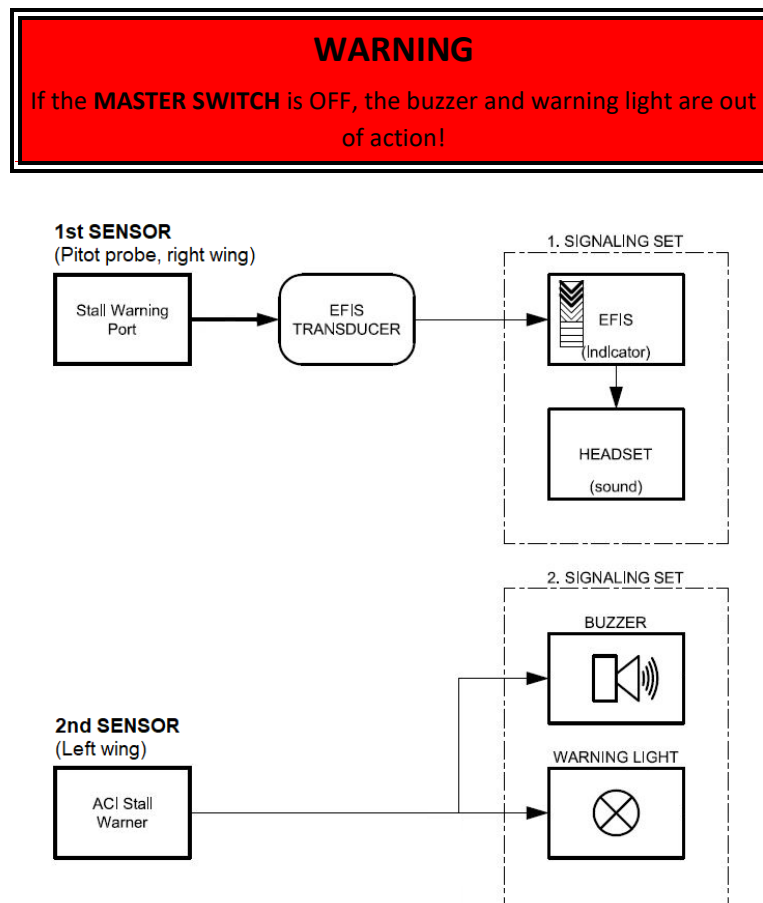 WARNING
If the MASTER SWITCH is OFF, the buzzer and warning light are out
of action!
1st SENSOR
(Pitot probe, right wing)
Stall Warning
Port
EFIS
TRANSDUCER
1. SIGNALING SET
EFIS
(Indicator)
HEADSET
(sound)
2. SIGNALING SET
BUZZER
2nd SENSOR
(Left wing)
ACI Stall
Warner
WARNING LIGHT